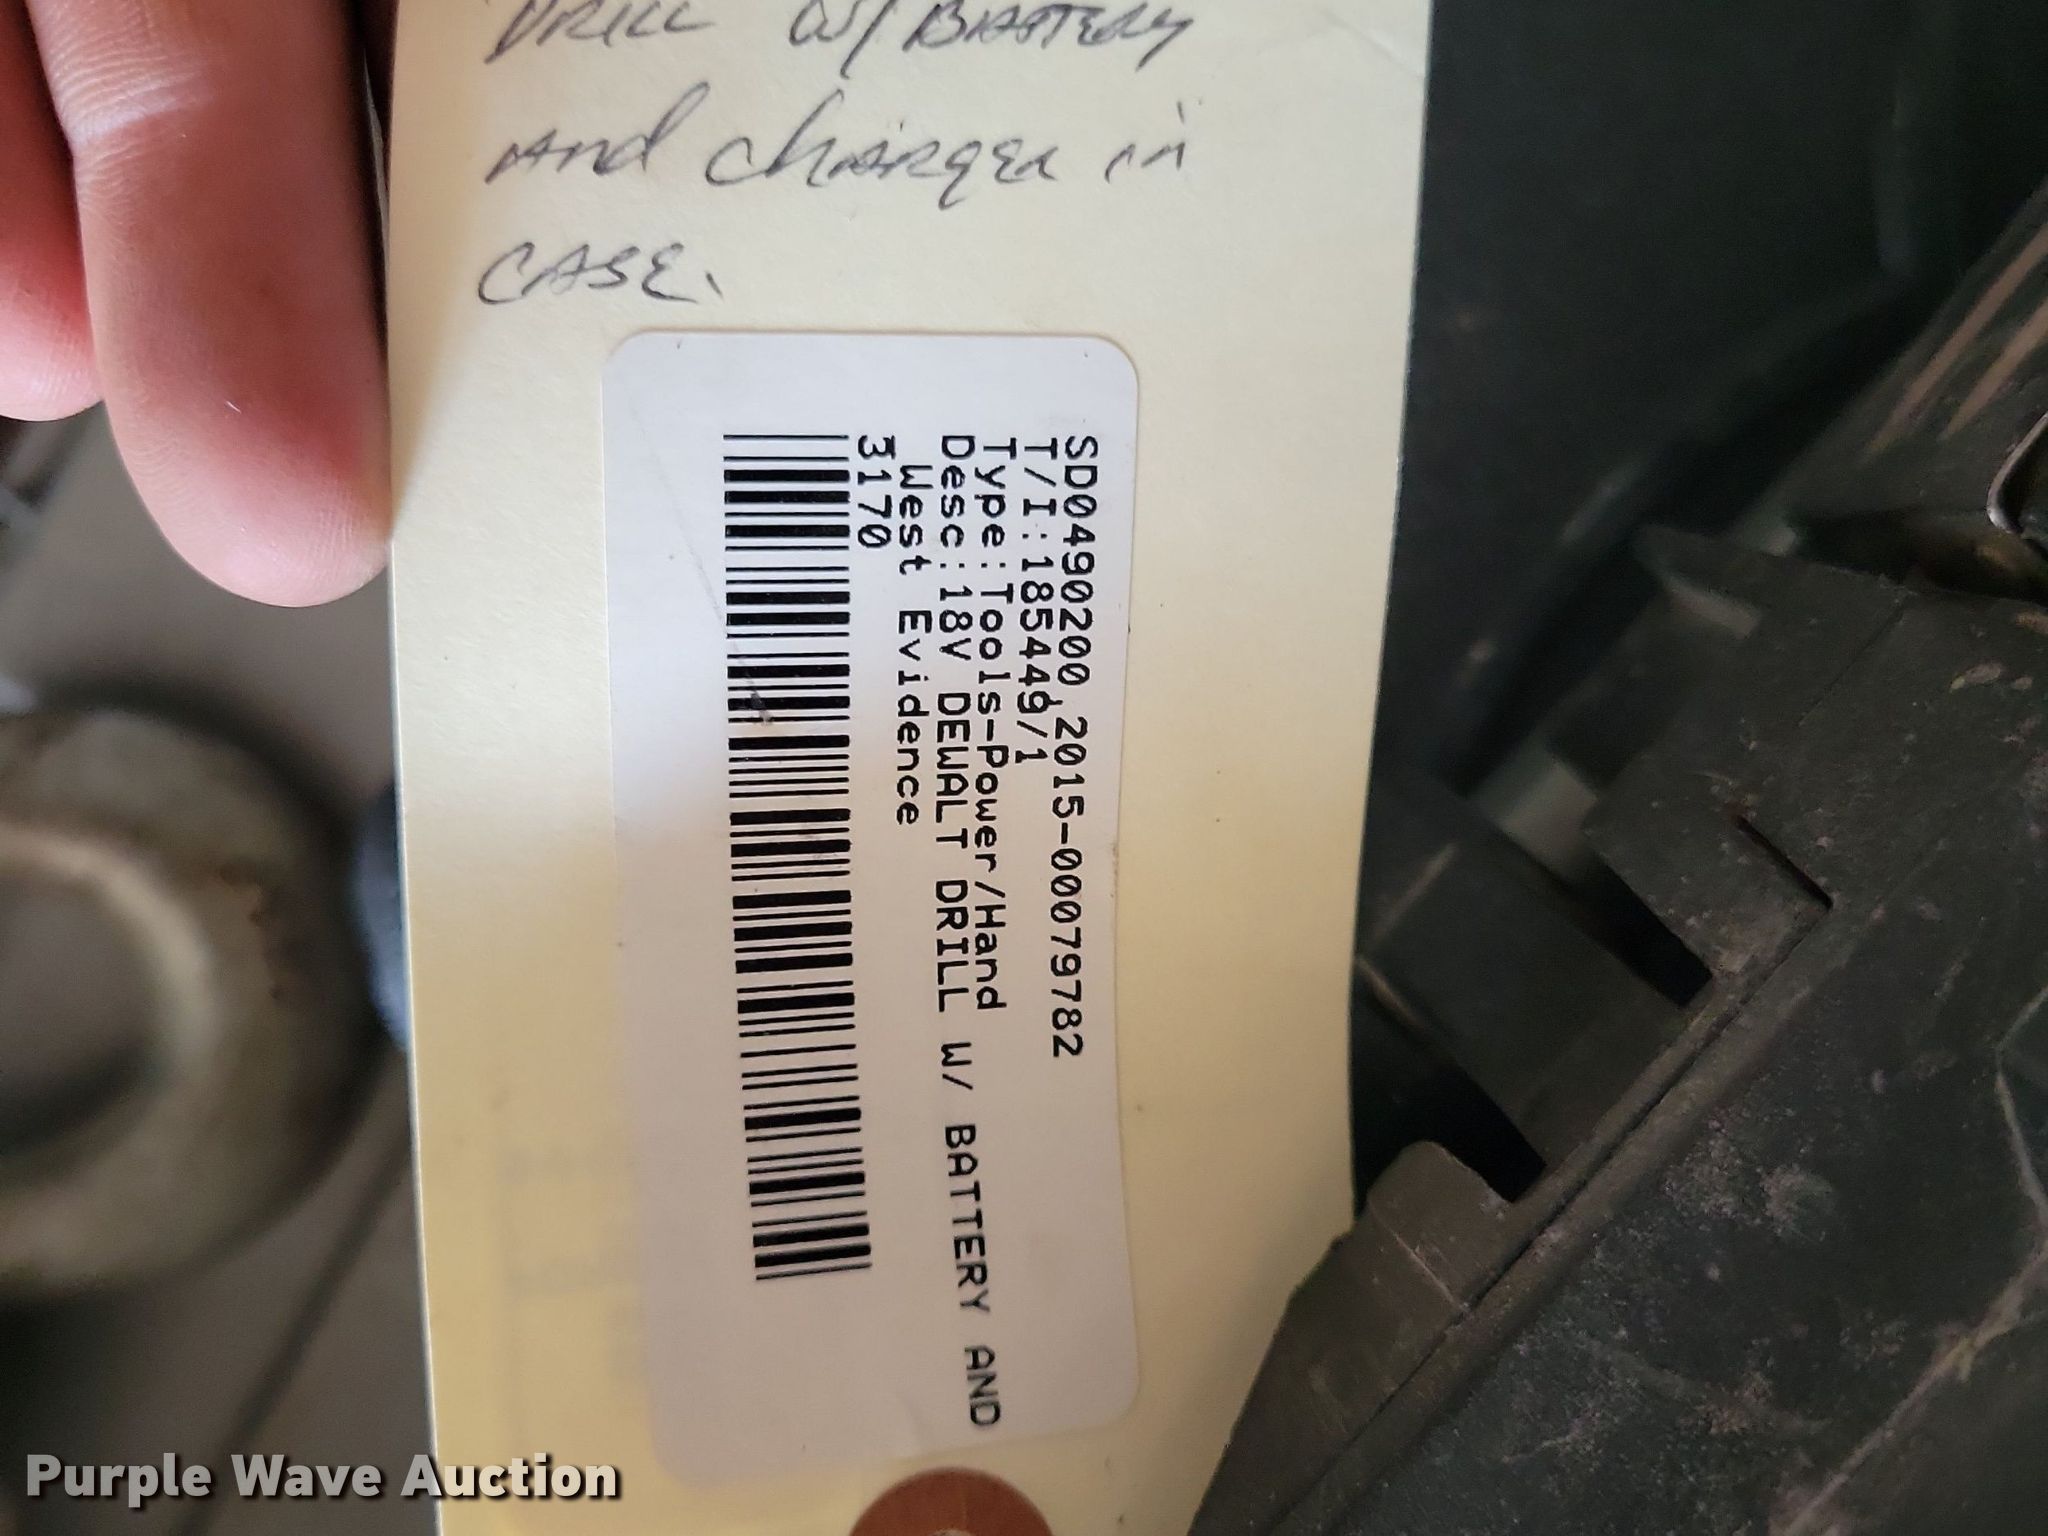 DRILL W/ BATTERY
And Charger in
CASE.
SD0490200,2015-00079782
T/I:185449/1
Type:Tools-Power/Hand
Desc:18V DEWALT DRILL W/ BATTERY AND
West Evidence
3170
Purple Wave Auction